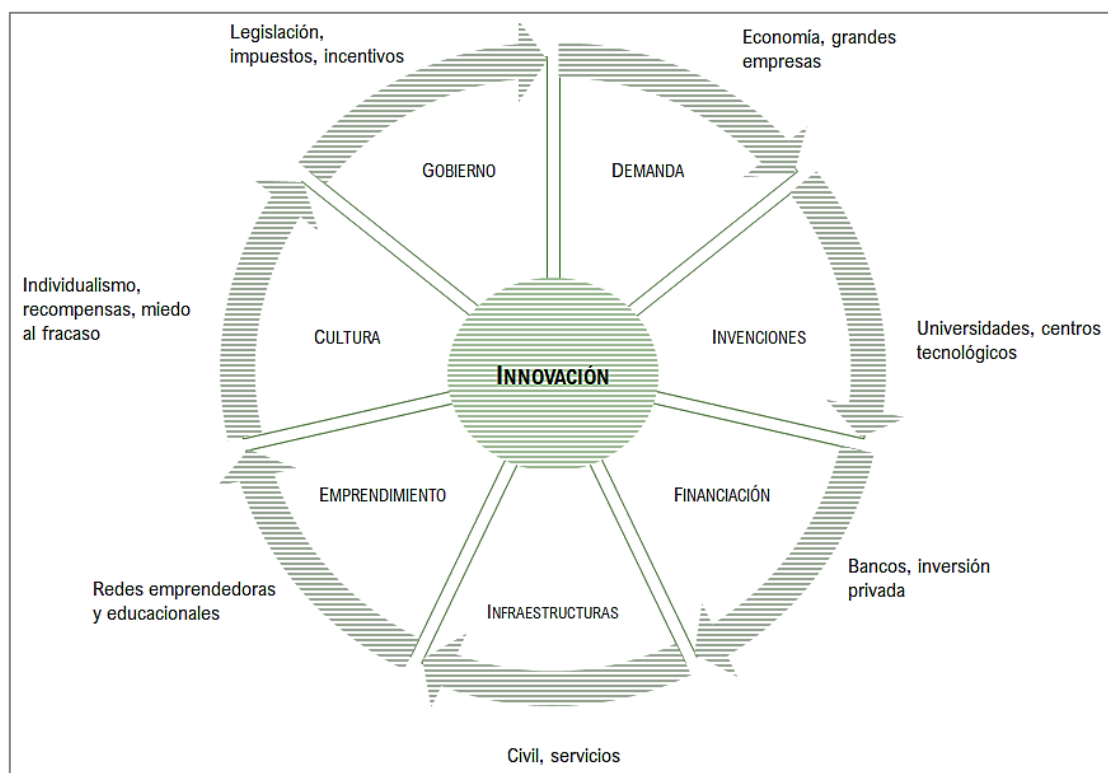 Legislación,
impuestos, incentivos
Economía, grandes
empresas
GOBIERNO
DEMANDA
Individualismo,
recompensas, miedo
al fracaso
CULTURA
INVENCIONES
Universidades, centros
tecnológicos
INNOVACIÓN
EMPRENDIMIENTO
FINANCIACIÓN
Redes emprendedoras
y educacionales
INFRAESTRUCTURAS
Bancos, inversión
privada
Civil, servicios